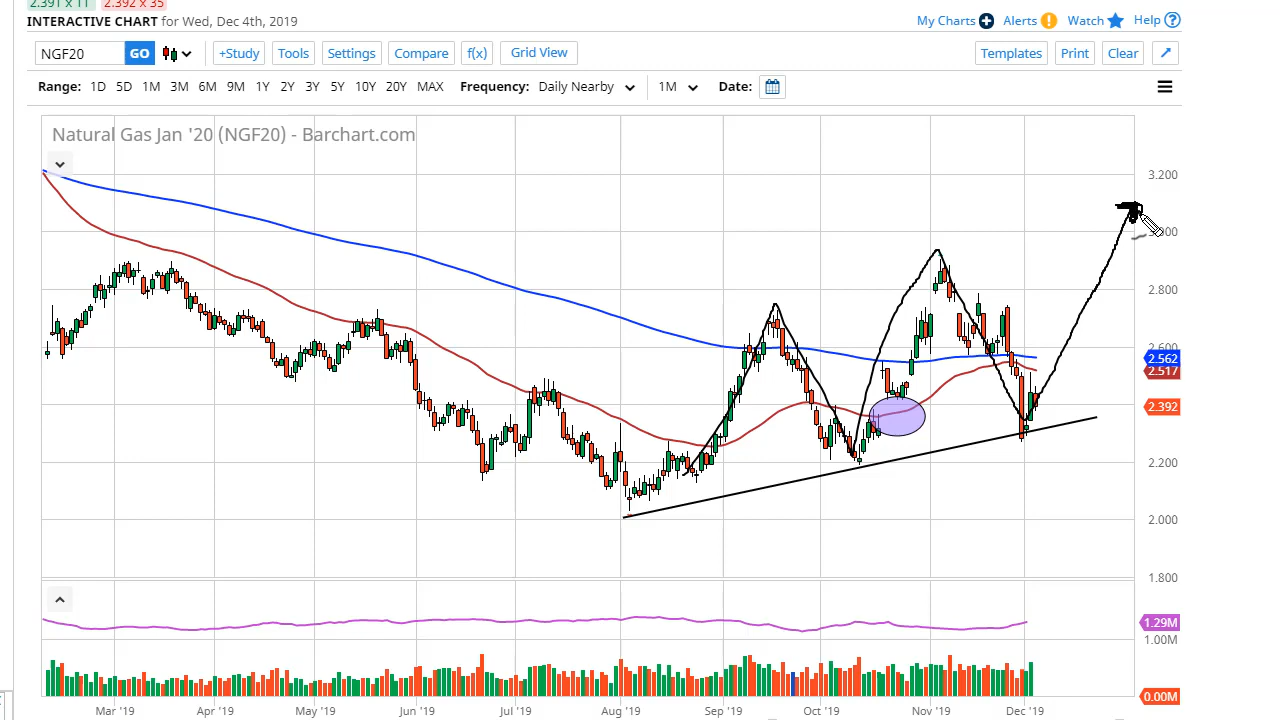 2.391 x 11 2.392 x 35
INTERACTIVE CHART for Wed, Dec 4th, 2019
My Charts Alerts Watch Help
NGF20 GO +Study Tools Settings Compare f(x) Grid View Templates Print Clear
Range: 1D 5D 1M 3M 6M 9M 1Y 2Y 3Y 5Y 10Y 20Y MAX Frequency: Daily Nearby 1M Date:
Natural Gas Jan '20 (NGF20) - Barchart.com
3.200
2.800
2.562
2.517
2.392
2.200
2.000
1.800
1.29M
1.00M
0.00M
Mar '19 Apr '19 May '19 Jun '19 Jul '19 Aug '19 Sep '19 Oct '19 Nov '19 Dec '19